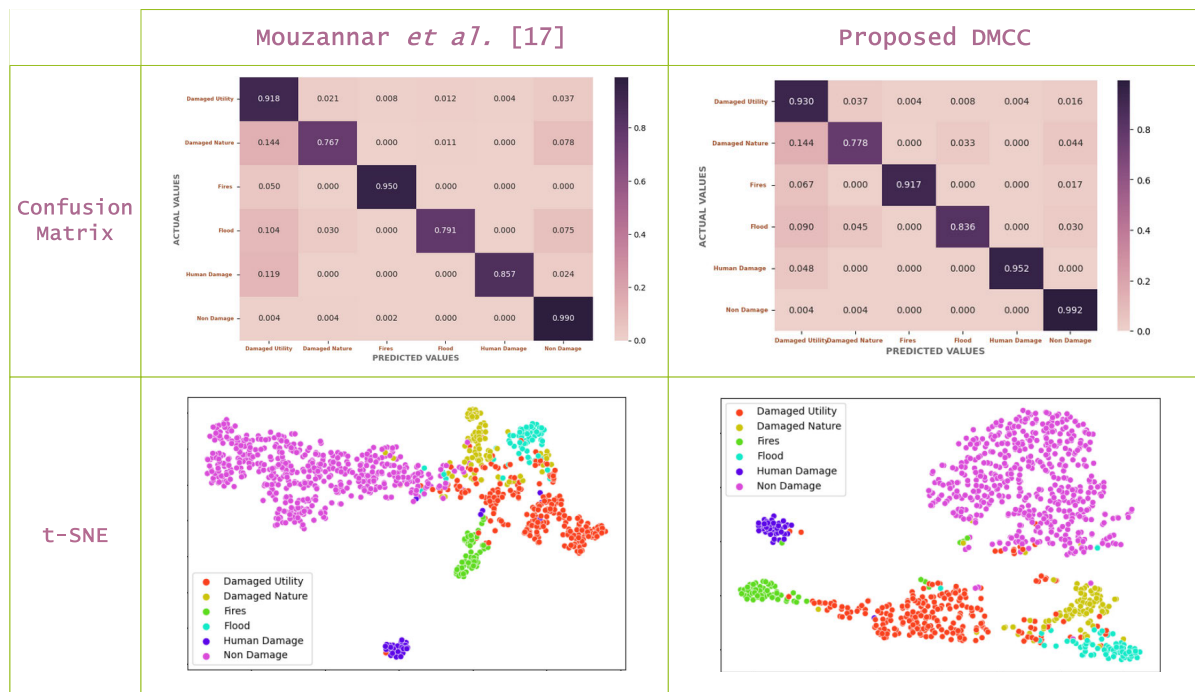 Mouzannar et al. [17]
Proposed DMCC
Confusion
Matrix
ACTUAL VALUES
Damaged Utility 0.918 0.021 0.008 0.012 0.004 0.037
Damaged Nature 0.144 0.767 0.000 0.011 0.000 0.078
Fires 0.050 0.000 0.950 0.000 0.000 0.000
Flood 0.104 0.030 0.000 0.791 0.000 0.075
Human Damage 0.119 0.000 0.000 0.000 0.857 0.024
Non Damage 0.004 0.004 0.002 0.000 0.000 0.990
Damaged Utility Damaged Nature Fires Flood Human Damage Non Damage
PREDICTED VALUES
0.8
0.6
0.4
0.2
0.0
ACTUAL VALUES
Damaged Utility 0.930 0.037 0.004 0.008 0.004 0.016
Damaged Nature 0.144 0.778 0.000 0.033 0.000 0.044
Fires 0.067 0.000 0.917 0.000 0.000 0.017
Flood 0.090 0.045 0.000 0.836 0.000 0.030
Human Damage 0.048 0.000 0.000 0.000 0.952 0.000
Non Damage 0.004 0.004 0.000 0.000 0.000 0.992
Damaged Utility Damaged Nature Fires Flood Human Damage Non Damage
PREDICTED VALUES
0.8
0.6
0.4
0.2
0.0
t-SNE
Damaged Utility
Damaged Nature
Fires
Flood
Human Damage
Non Damage
Damaged Utility
Damaged Nature
Fires
Flood
Human Damage
Non Damage